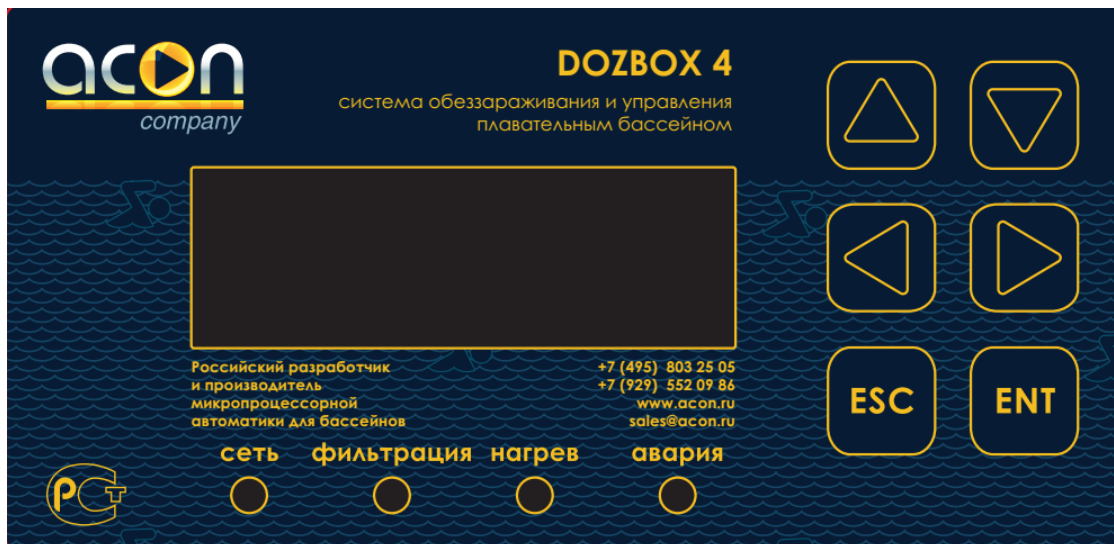 acon
company
DOZBOX 4
система обеззараживания и управления
плавательным бассейном
Российский разработчик
и производитель
микропроцессорной
автоматики для бассейнов
+7 (495) 803 25 05
+7 (929) 552 09 86
www.acon.ru
sales@acon.ru
ESC
ENT
сеть фильтрация нагрев авария
РСТ